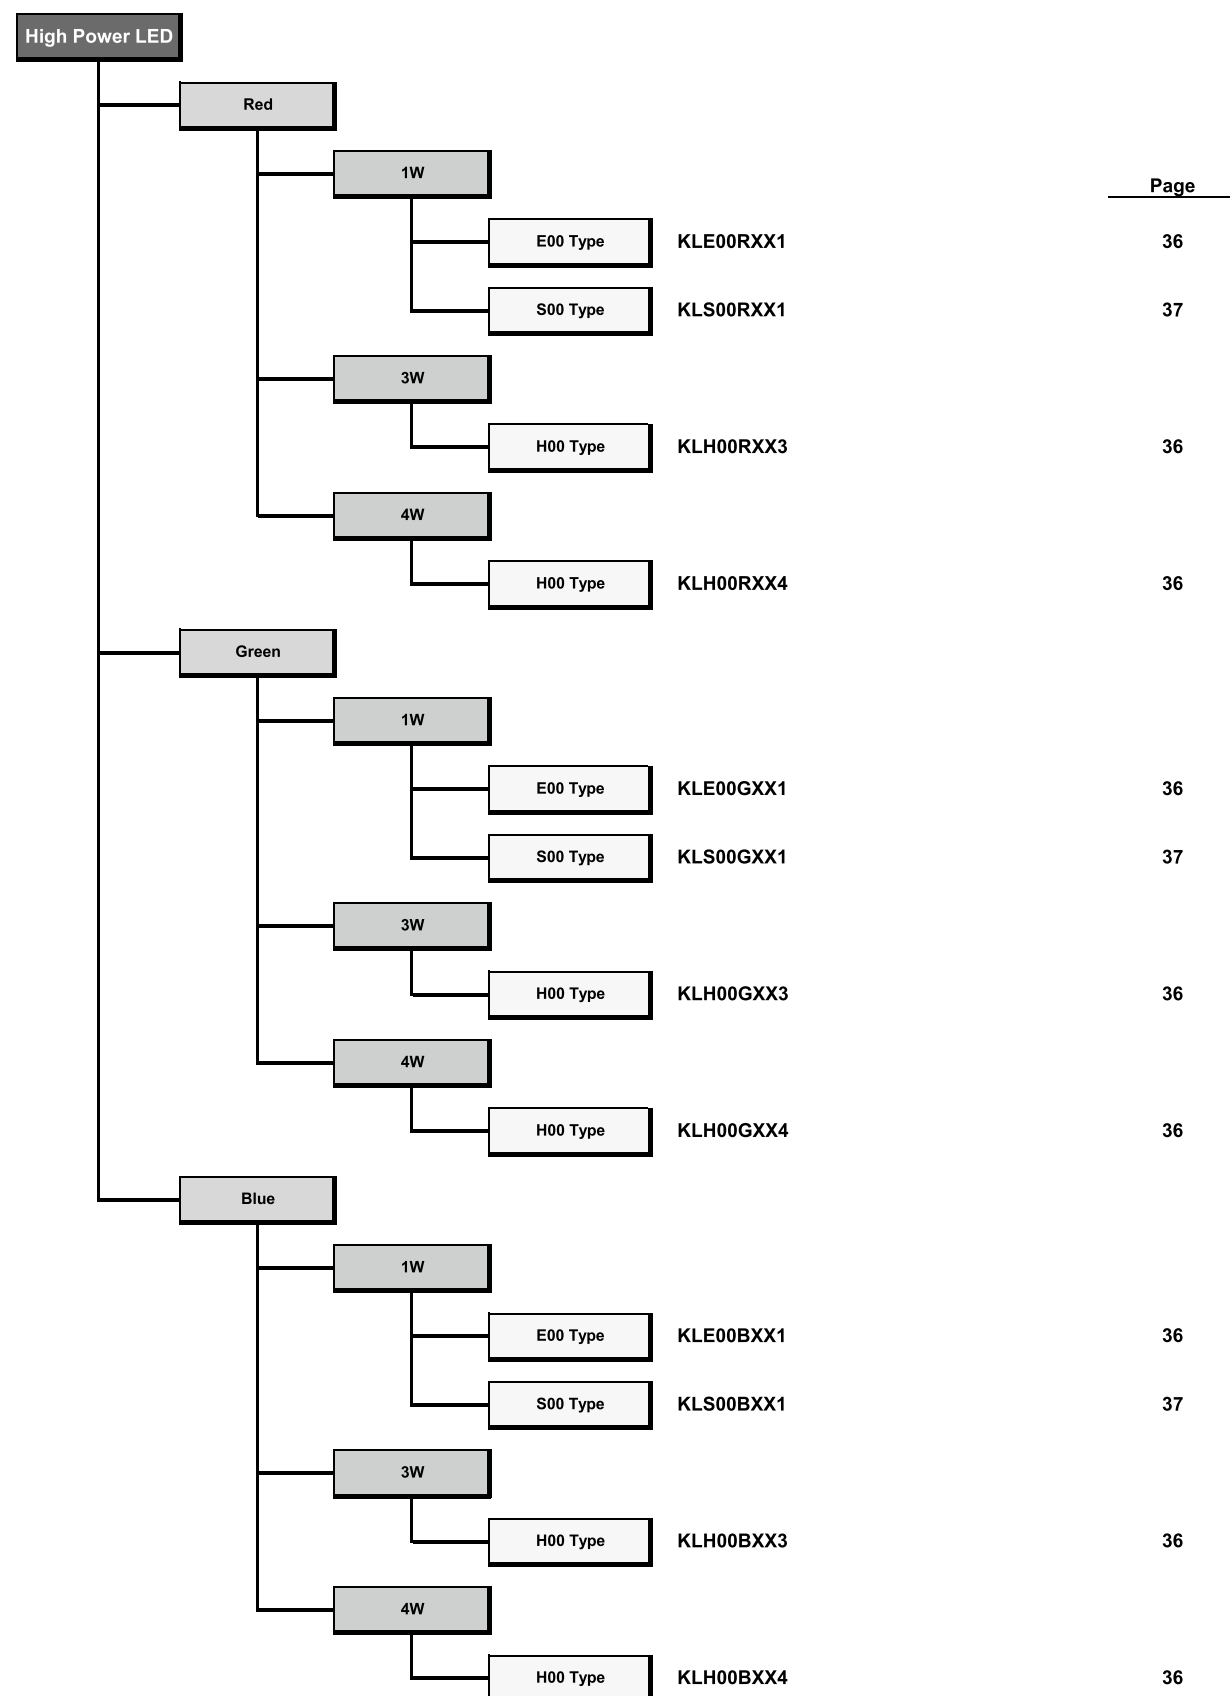 High Power LED
Red
1W
Page
E00 Type KLE00RXX1 36
S00 Type KLS00RXX1 37
3W
H00 Type KLH00RXX3 36
4W
H00 Type KLH00RXX4 36
Green
1W
E00 Type KLE00GXX1 36
S00 Type KLS00GXX1 37
3W
H00 Type KLH00GXX3 36
4W
H00 Type KLH00GXX4 36
Blue
1W
E00 Type KLE00BXX1 36
S00 Type KLS00BXX1 37
3W
H00 Type KLH00BXX3 36
4W
H00 Type KLH00BXX4 36